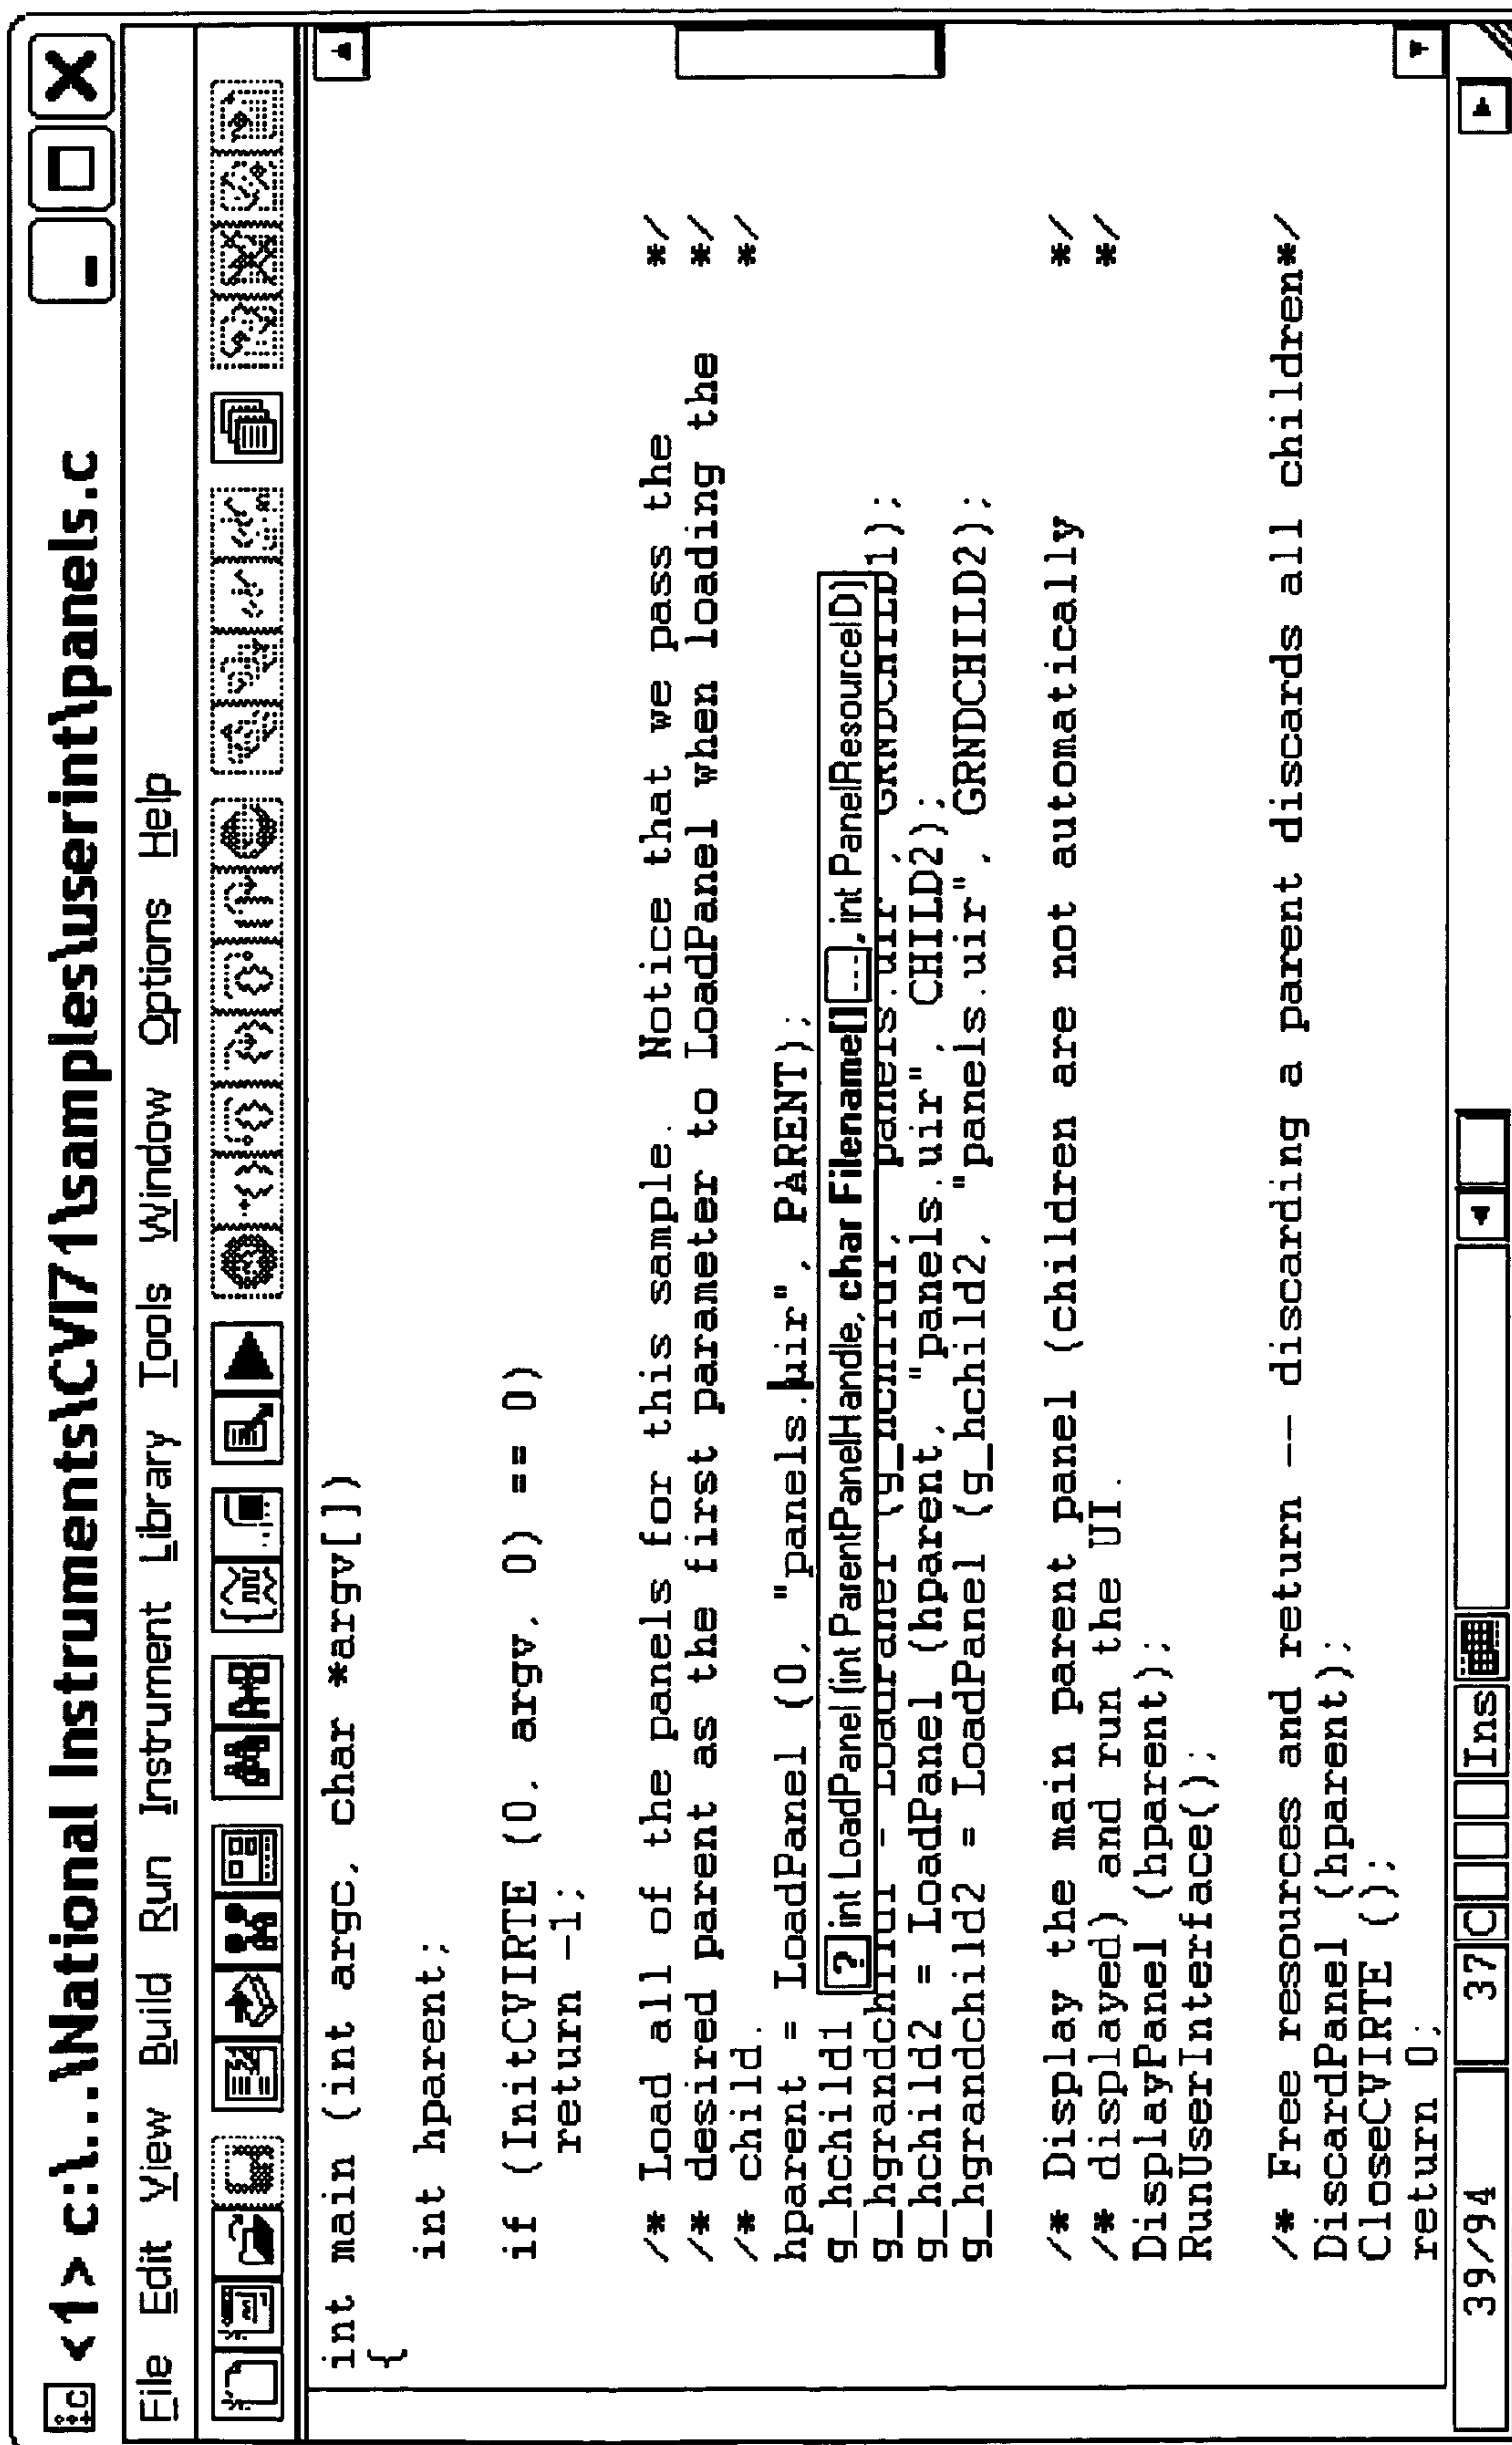 <1> c:\...\National Instruments\CVI71\samples\userint\panels.c
File Edit View Build Run Instrument Library Tools Window Options Help
int main (int argc, char *argv[])
{
int hparent;
if (InitCVIRTE (0, argv, 0) == 0)
return -1;
/* Load all of the panels for this sample. Notice that we pass the */
/* desired parent as the first parameter to LoadPanel when loading the */
/* child. */
hparent = LoadPanel (0, "panels.uir", PARENT);
g_hchild1
? int LoadPanel (int ParentPanelHandle, char Filename[] ... , int PanelResourceID)
g_hgrandchild1 = LoadPanel (g_hchild1, "panels.uir", GRNDCHILD1);
g_hchild2 = LoadPanel (hparent, "panels.uir", CHILD2);
g_hgrandchild2 = LoadPanel (g_hchild2, "panels.uir", GRNDCHILD2);
/* Display the main parent panel (children are not automatically */
/* displayed) and run the UI. */
DisplayPanel (hparent);
RunUserInterface();
/* Free resources and return -- discarding a parent discards all children*/
DiscardPanel (hparent);
CloseCVIRTE ();
return 0;
39/94 37 C Ins